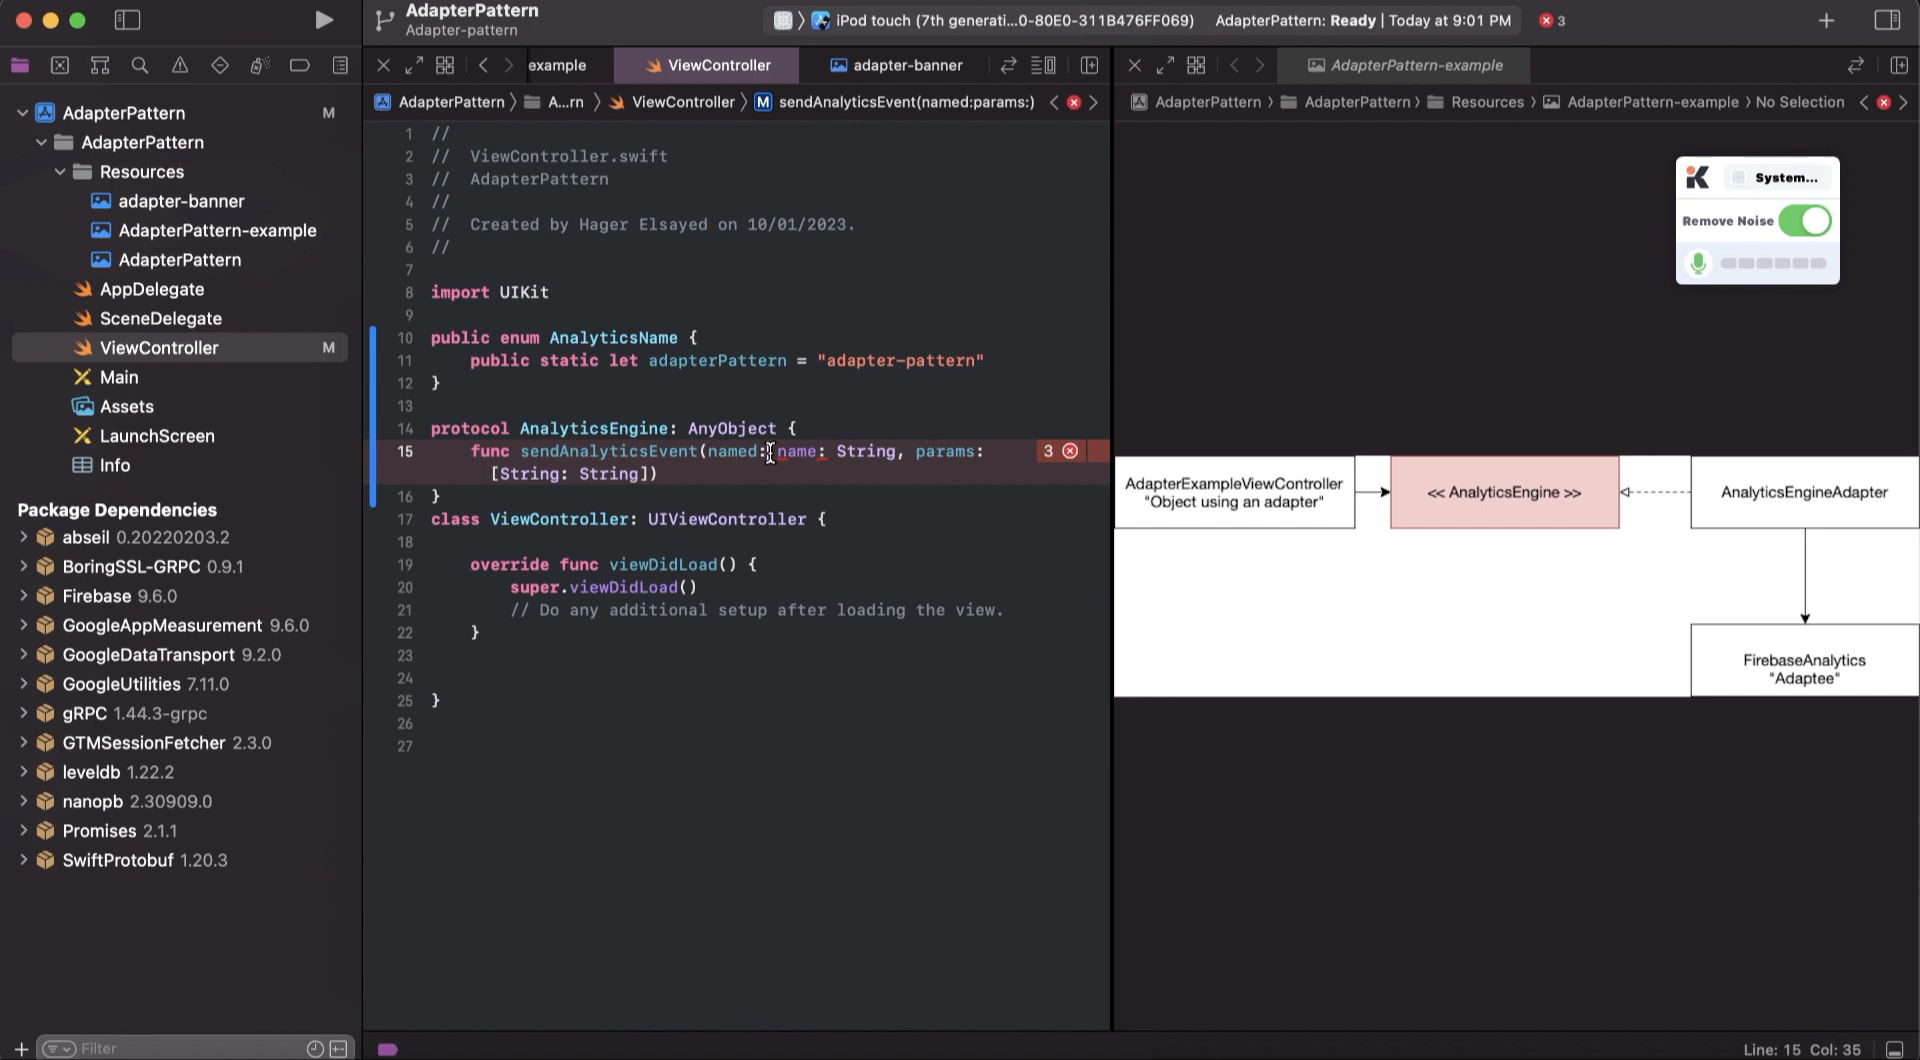 AdapterPattern
Adapter-pattern
iPod touch (7th generati...0-80E0-311B476FF069)
AdapterPattern: Ready | Today at 9:01 PM
3
example
ViewController
adapter-banner
AdapterPattern-example
AdapterPattern
A...rn
ViewController
M
sendAnalyticsEvent(named:params:)
AdapterPattern
AdapterPattern
Resources
AdapterPattern-example
No Selection
AdapterPattern
M
AdapterPattern
Resources
adapter-banner
AdapterPattern-example
AdapterPattern
AppDelegate
SceneDelegate
ViewController
M
Main
Assets
LaunchScreen
Info
Package Dependencies
abseil 0.20220203.2
BoringSSL-GRPC 0.9.1
Firebase 9.6.0
GoogleAppMeasurement 9.6.0
GoogleDataTransport 9.2.0
GoogleUtilities 7.11.0
gRPC 1.44.3-grpc
GTMSessionFetcher 2.3.0
leveldb 1.22.2
nanopb 2.30909.0
Promises 2.1.1
SwiftProtobuf 1.20.3
Filter
1 //
2 // ViewController.swift
3 // AdapterPattern
4 //
5 // Created by Hager Elsayed on 10/01/2023.
6 //
7
8 import UIKit
9
10 public enum AnalyticsName {
11 public static let adapterPattern = "adapter-pattern"
12 }
13
14 protocol AnalyticsEngine: AnyObject {
15 func sendAnalyticsEvent(named: name: String, params:
[String: String])
3
16 }
17 class ViewController: UIViewController {
18
19 override func viewDidLoad() {
20 super.viewDidLoad()
21 // Do any additional setup after loading the view.
22 }
23
24
25 }
26
27
System...
Remove Noise
AdapterExampleViewController
"Object using an adapter"
<< AnalyticsEngine >>
AnalyticsEngineAdapter
FirebaseAnalytics
"Adaptee"
Line: 15 Col: 35